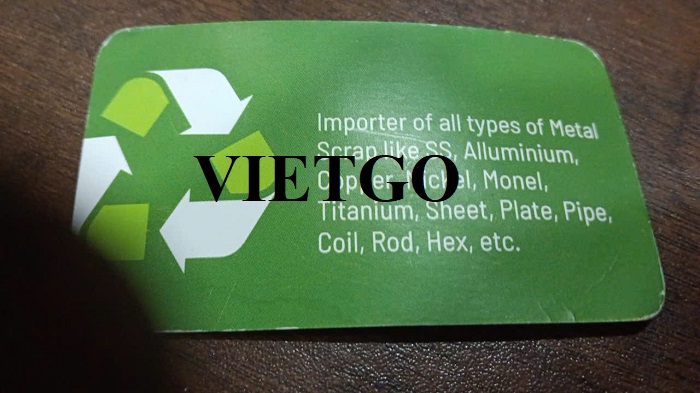 Importer of all types of Metal
Scrap like SS, Alluminium,
Copper, Nickel, Monel,
Titanium, Sheet, Plate, Pipe,
Coil, Rod, Hex, etc.
VIETGO